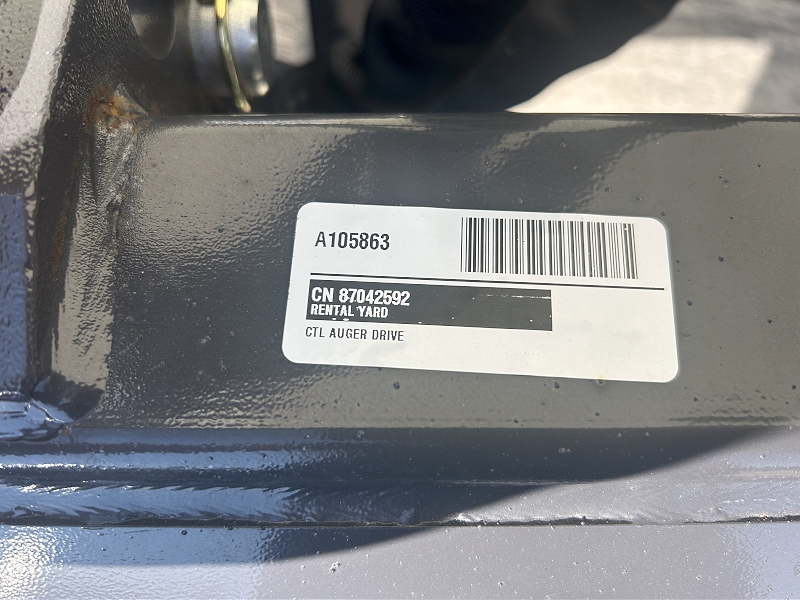 A105863
CN 87042592
RENTAL YARD
CTL AUGER DRIVE